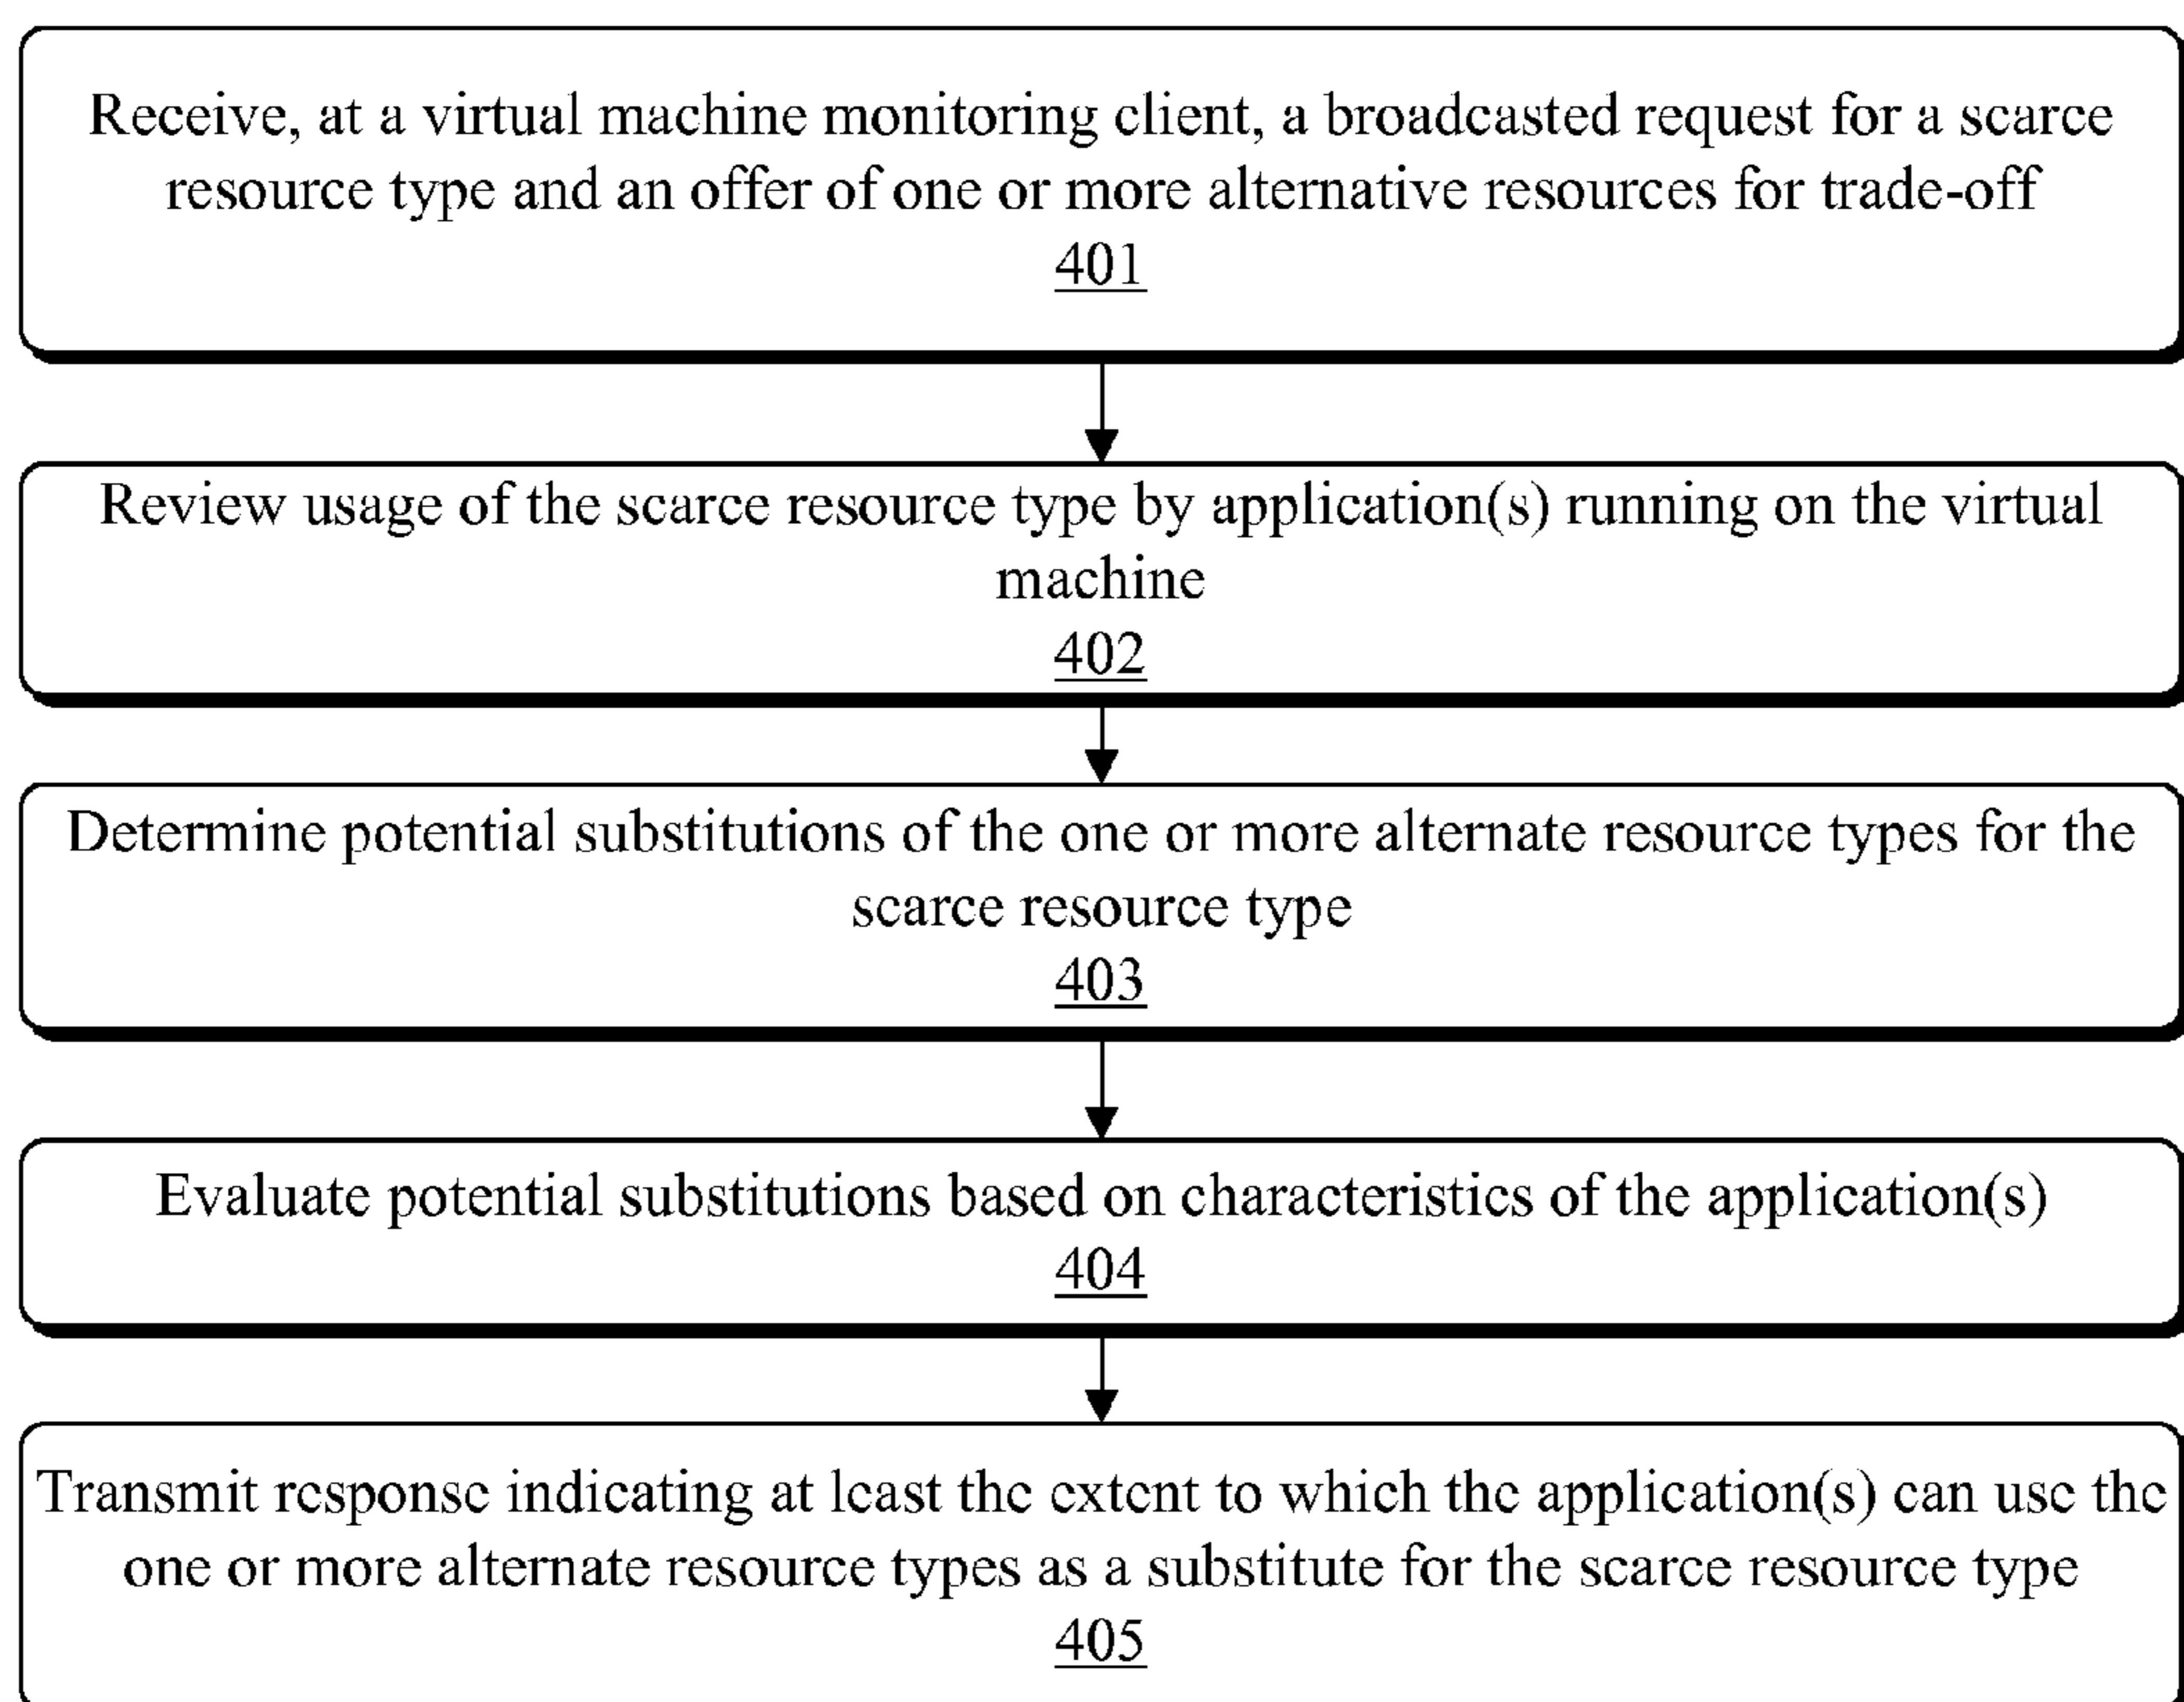 Receive, at a virtual machine monitoring client, a broadcasted request for a scarce
resource type and an offer of one or more alternative resources for trade-off
401
Review usage of the scarce resource type by application(s) running on the virtual
machine
402
Determine potential substitutions of the one or more alternate resource types for the
scarce resource type
403
Evaluate potential substitutions based on characteristics of the application(s)
404
Transmit response indicating at least the extent to which the application(s) can use the
one or more alternate resource types as a substitute for the scarce resource type
405